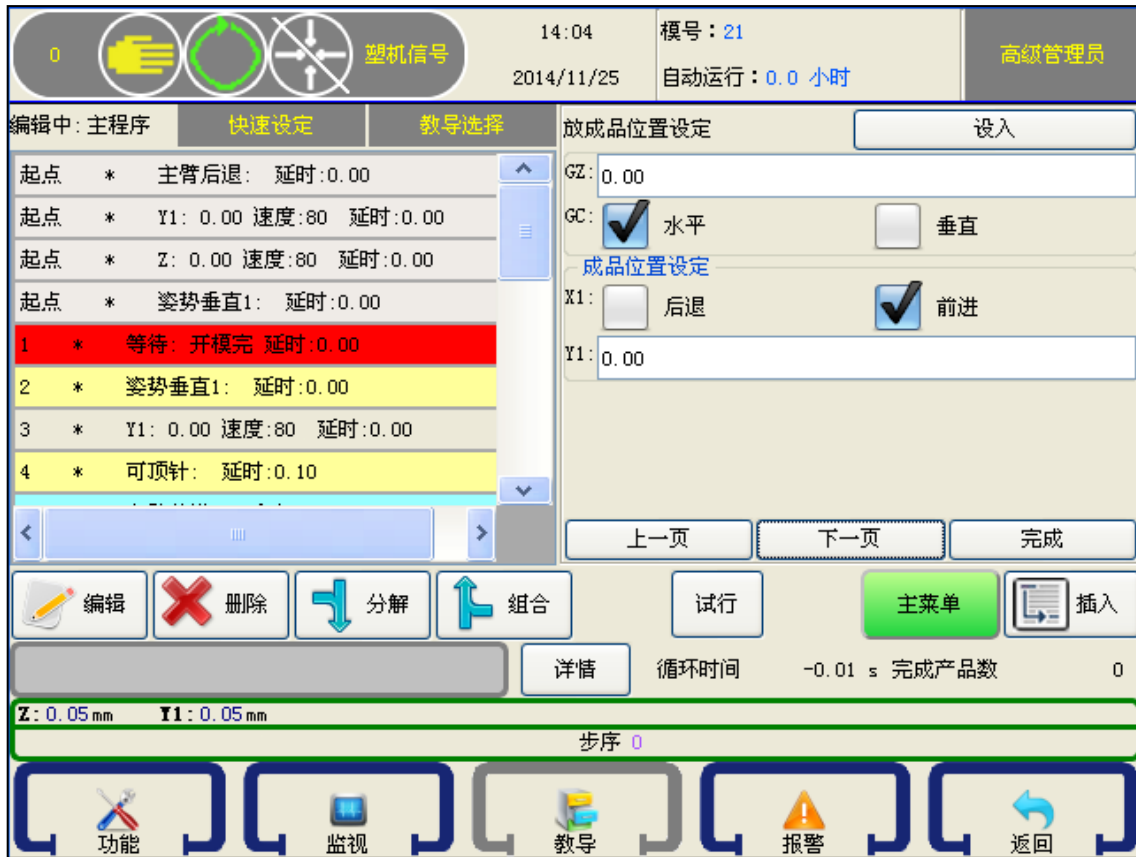 0 塑机信号 14:04 模号：21 高级管理员
2014/11/25 自动运行：0.0 小时
编辑中:主程序 快速设定 教导选择
起点 * 主臂后退: 延时:0.00
起点 * Y1: 0.00 速度:80 延时:0.00
起点 * Z: 0.00 速度:80 延时:0.00
起点 * 姿势垂直1: 延时:0.00
1 * 等待: 开模完 延时:0.00
2 * 姿势垂直1: 延时:0.00
3 * Y1: 0.00 速度:80 延时:0.00
4 * 可顶针: 延时:0.10
放成品位置设定 设入
GZ: 0.00
GC: 水平 垂直
成品位置设定
X1: 后退 前进
Y1: 0.00
上一页 下一页 完成
编辑 删除 分解 组合 试行 主菜单 插入
详情 循环时间 -0.01 s 完成产品数 0
Z:0.05mm Y1:0.05mm
步序 0
功能 监视 教导 报警 返回